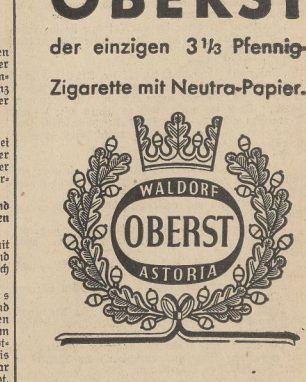 OBERST
der einzigen 3⅓ Pfennig-
Zigarette mit Neutra-Papier.
WALDORF
OBERST
ASTORIA